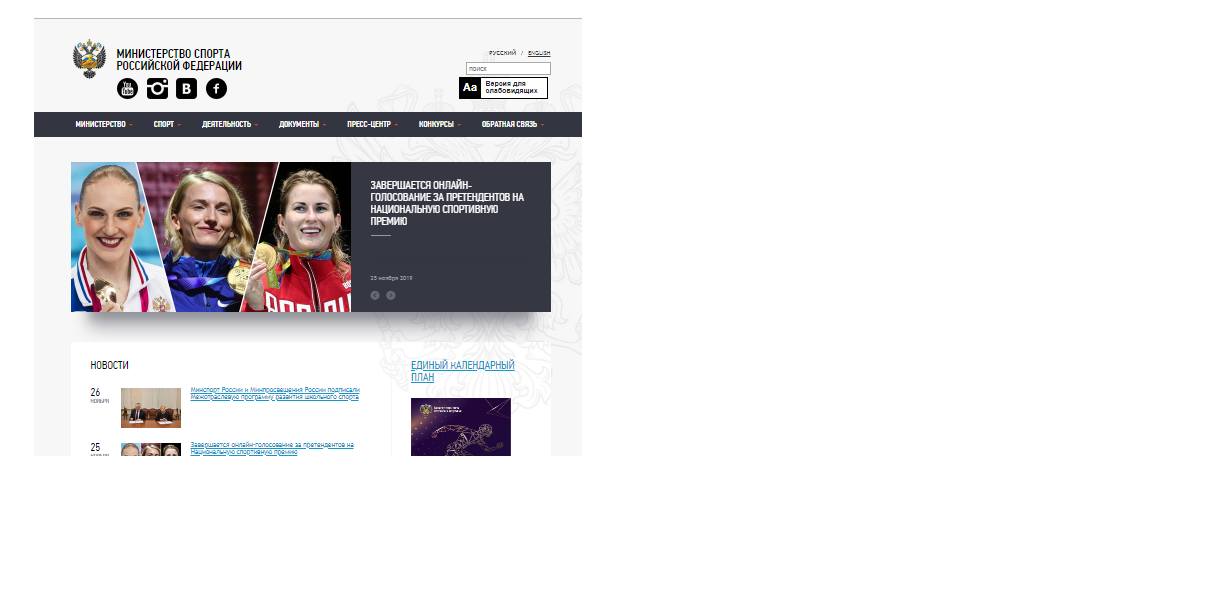 МИНИСТЕРСТВО СПОРТА
РОССИЙСКОЙ ФЕДЕРАЦИИ
РУССКИЙ / ENGLISH
поиск
Aa Версия для
слабовидящих
You
Tube
B
f
МИНИСТЕРСТВО СПОРТ ДЕЯТЕЛЬНОСТЬ ДОКУМЕНТЫ ПРЕСС-ЦЕНТР КОНКУРСЫ ОБРАТНАЯ СВЯЗЬ
ЗАВЕРШАЕТСЯ ОНЛАЙН-
ГОЛОСОВАНИЕ ЗА ПРЕТЕНДЕНТОВ НА
НАЦИОНАЛЬНУЮ СПОРТИВНУЮ
ПРЕМИЮ
25 ноября 2019
НОВОСТИ
26
НОЯБРЯ
Минспорт России и Минпросвещения России подписали
Межотраслевую программу развития школьного спорта
25
Завершается онлайн-голосование за претендентов на
Национальную спортивную премию
ЕДИНЫЙ КАЛЕНДАРНЫЙ
ПЛАН